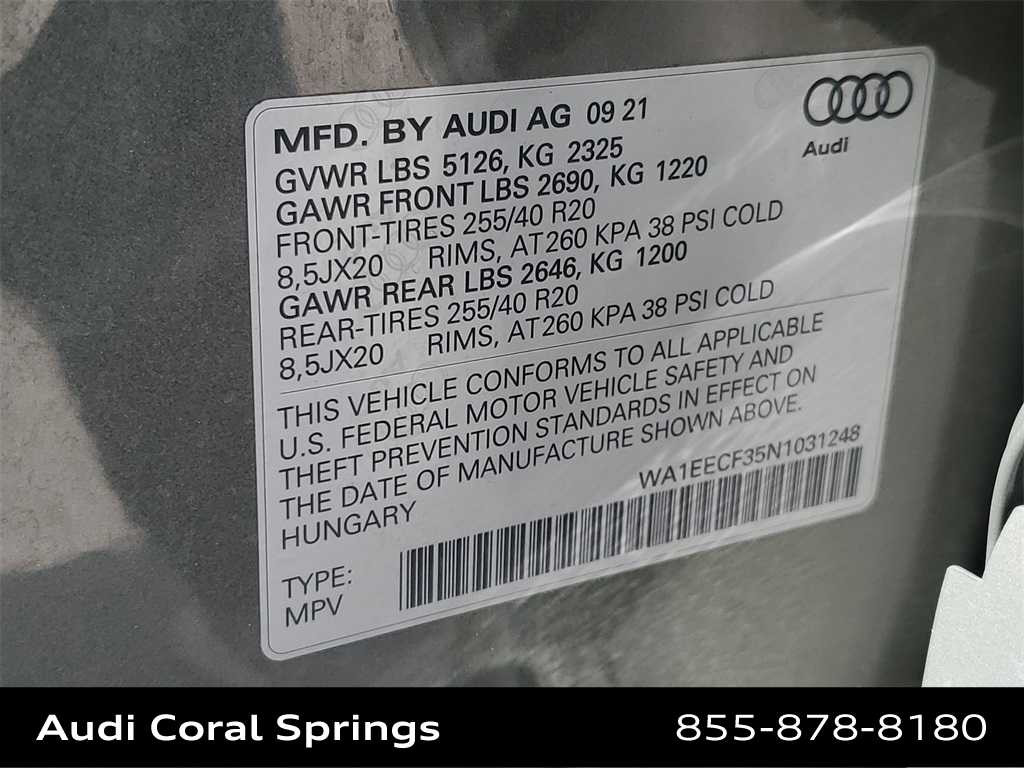 MFD. BY AUDI AG 09 21
Audi
GVWR LBS 5126, KG 2325
GAWR FRONT LBS 2690, KG 1220
FRONT-TIRES 255/40 R20
8,5JX20 RIMS, AT260 KPA 38 PSI COLD
GAWR REAR LBS 2646, KG 1200
REAR-TIRES 255/40 R20
8,5JX20 RIMS, AT260 KPA 38 PSI COLD
THIS VEHICLE CONFORMS TO ALL APPLICABLE
U.S. FEDERAL MOTOR VEHICLE SAFETY AND
THEFT PREVENTION STANDARDS IN EFFECT ON
THE DATE OF MANUFACTURE SHOWN ABOVE.
HUNGARY WA1EECF35N1031248
TYPE:
MPV
Audi Coral Springs 855-878-8180